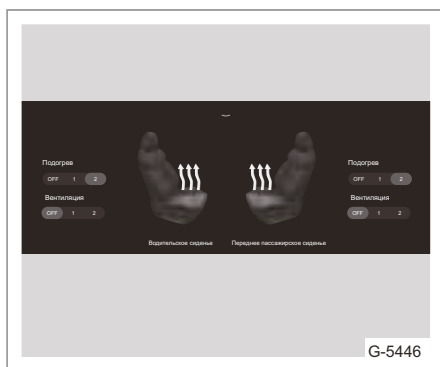 Подогрев
OFF 1 2
Вентиляция
OFF 1 2
Водительское сиденье
Переднее пассажирское сиденье
Подогрев
OFF 1 2
Вентиляция
OFF 1 2
G-5446